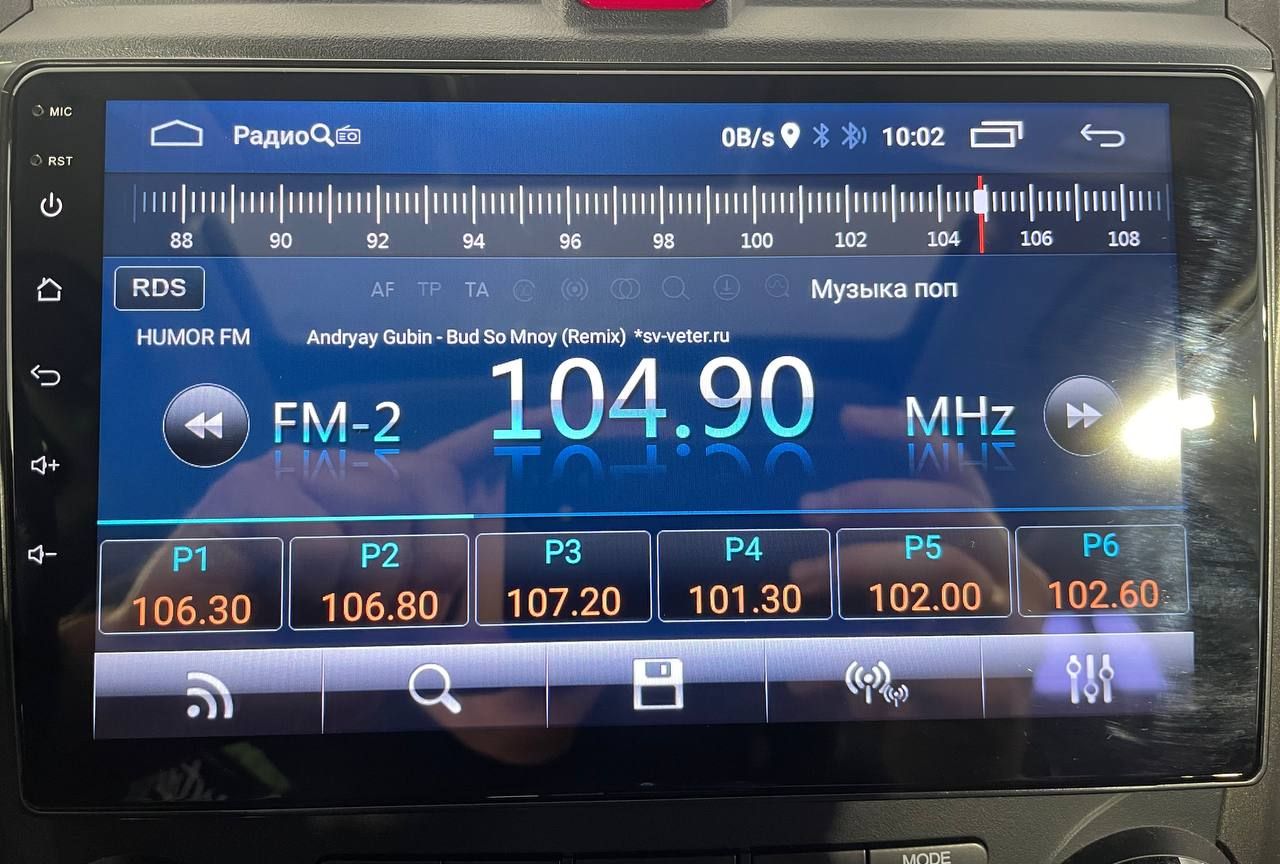 MIC
Радио 0B/s 10:02
RST
88 90 92 94 96 98 100 102 104 106 108
RDS AF TP TA Музыка поп
HUMOR FM Andryay Gubin - Bud So Mnoy (Remix) *sv-veter.ru
FM-2 104.90 MHz
P1 P2 P3 P4 P5 P6
106.30 106.80 107.20 101.30 102.00 102.60
MODE